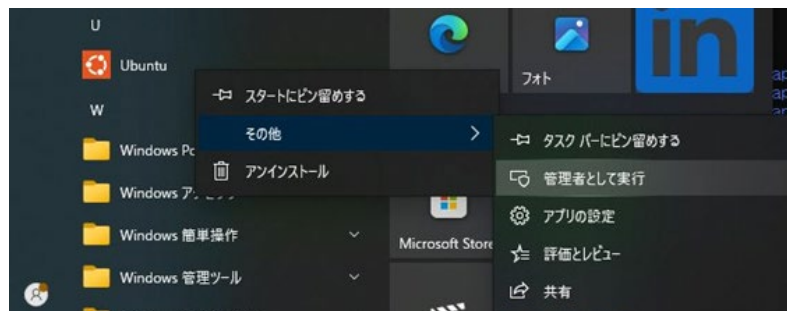 U
Ubuntu
W
Windows
Windows
Windows 簡単操作
Windows 管理ツール
スタートにピン留めする
その他
アンインストール
フォト
in
Microsoft Store
タスク バーにピン留めする
管理者として実行
アプリの設定
評価とレビュー
共有
ap
ap